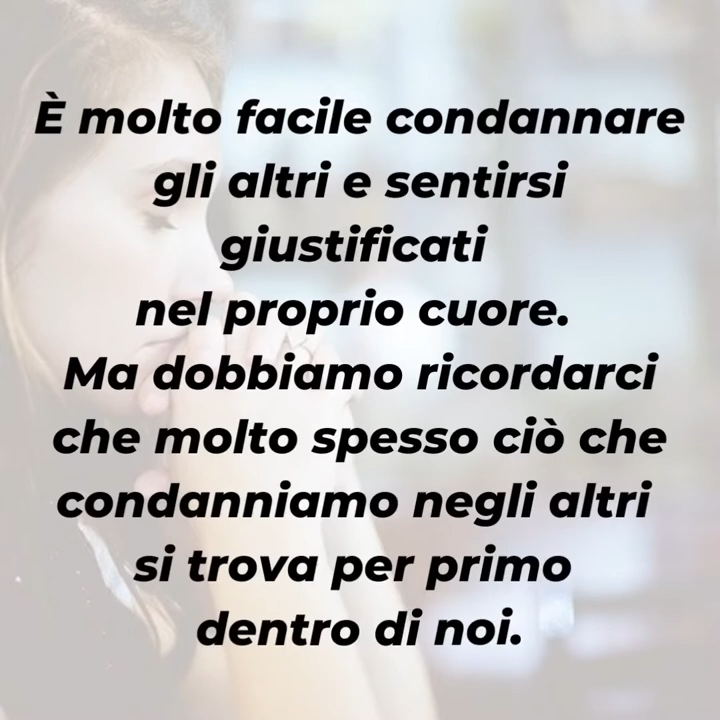 È molto facile condannare
gli altri e sentirsi
giustificati
nel proprio cuore.
Ma dobbiamo ricordarci
che molto spesso ciò che
condanniamo negli altri
si trova per primo
dentro di noi.